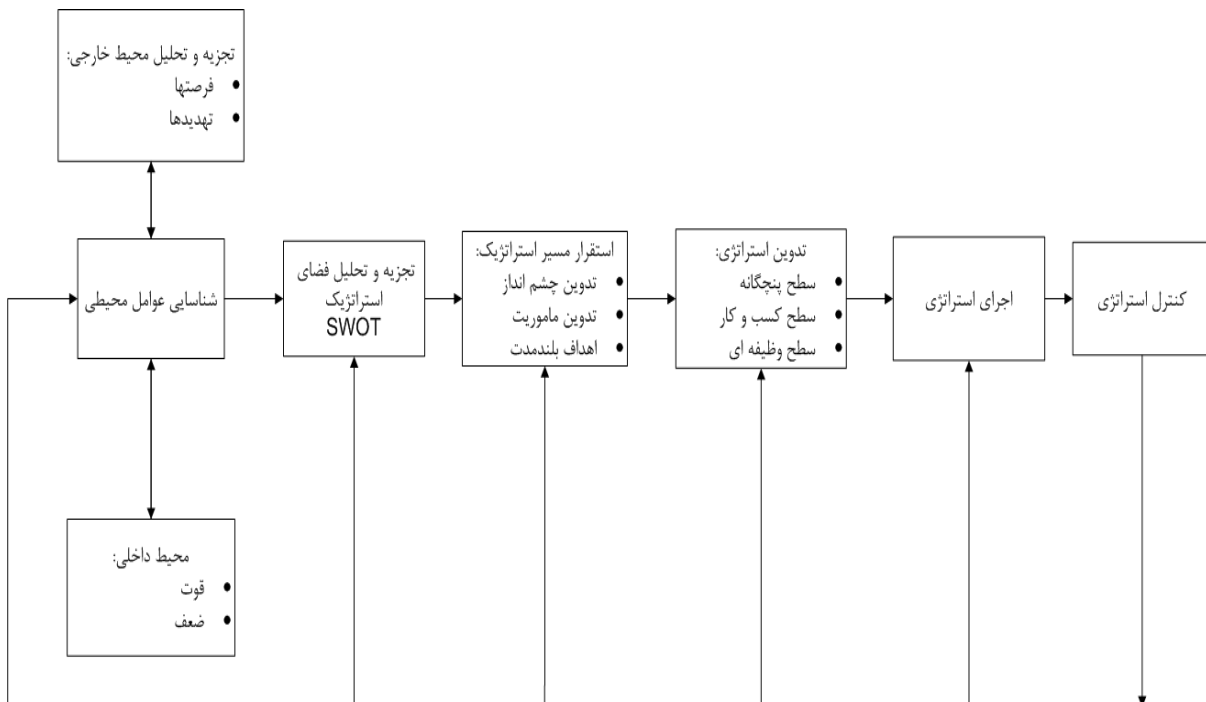 تجزیه و تحلیل محیط خارجی:
• فرصتها
• تهدیدها
شناسایی عوامل محیطی
محیط داخلی:
• قوت
• ضعف
تجزیه و تحلیل فضای
استراتژیک
SWOT
استقرار مسیر استراتژیک:
• تدوین چشم انداز
• تدوین ماموریت
• اهداف بلندمدت
تدوین استراتژی:
• سطح پنچگانه
• سطح کسب و کار
• سطح وظیفه ای
اجرای استراتژی
کنترل استراتژی